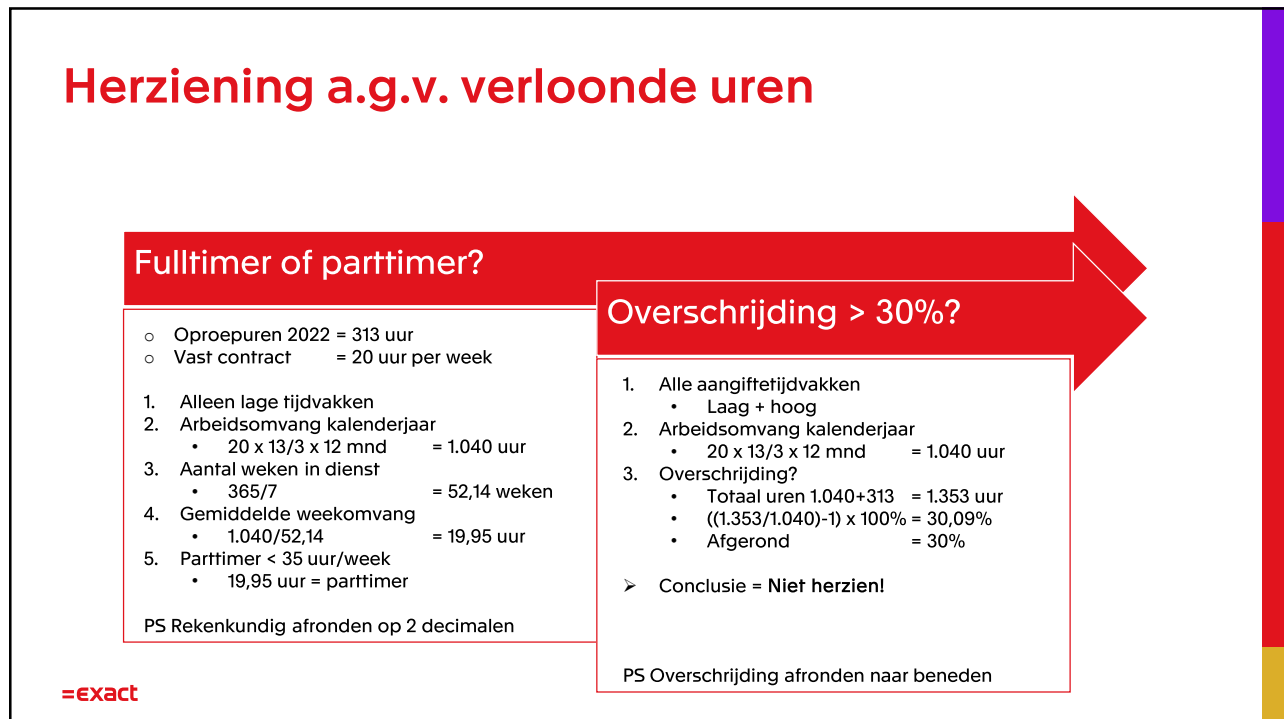 Herziening a.g.v. verloonde uren
Fulltimer of parttimer?
o Oproepuren 2022 = 313 uur
o Vast contract = 20 uur per week
1. Alleen lage tijdvakken
2. Arbeidsomvang kalenderjaar
• 20 x 13/3 x 12 mnd = 1.040 uur
3. Aantal weken in dienst
• 365/7 = 52,14 weken
4. Gemiddelde weekomvang
• 1.040/52,14 = 19,95 uur
5. Parttimer < 35 uur/week
• 19,95 uur = parttimer
PS Rekenkundig afronden op 2 decimalen
Overschrijding > 30%?
1. Alle aangiftetijdvakken
• Laag + hoog
2. Arbeidsomvang kalenderjaar
• 20 x 13/3 x 12 mnd = 1.040 uur
3. Overschrijding?
• Totaal uren 1.040+313 = 1.353 uur
• ((1.353/1.040)-1) x 100% = 30,09%
• Afgerond = 30%
➢ Conclusie = Niet herzien!
PS Overschrijding afronden naar beneden
=exact